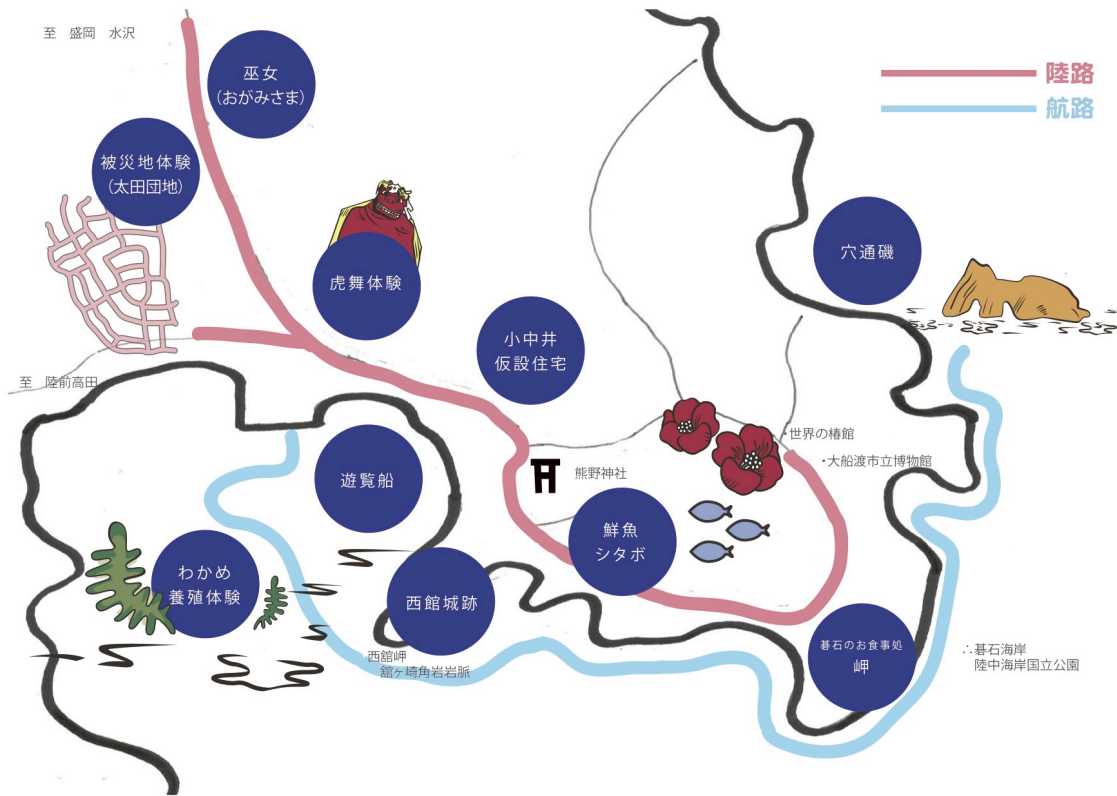 至 盛岡 水沢
巫女
(おがみさま)
陸路
航路
被災地体験
(太田団地)
穴通磯
虎舞体験
小中井
仮設住宅
至 陸前高田
・世界の椿館
・大船渡市立博物館
熊野神社
遊覧船
鮮魚
シタボ
わかめ
養殖体験
西館城跡
碁石のお食事処
岬
∴碁石海岸
陸中海岸国立公園
西舘岬
舘ヶ崎角岩岩脈